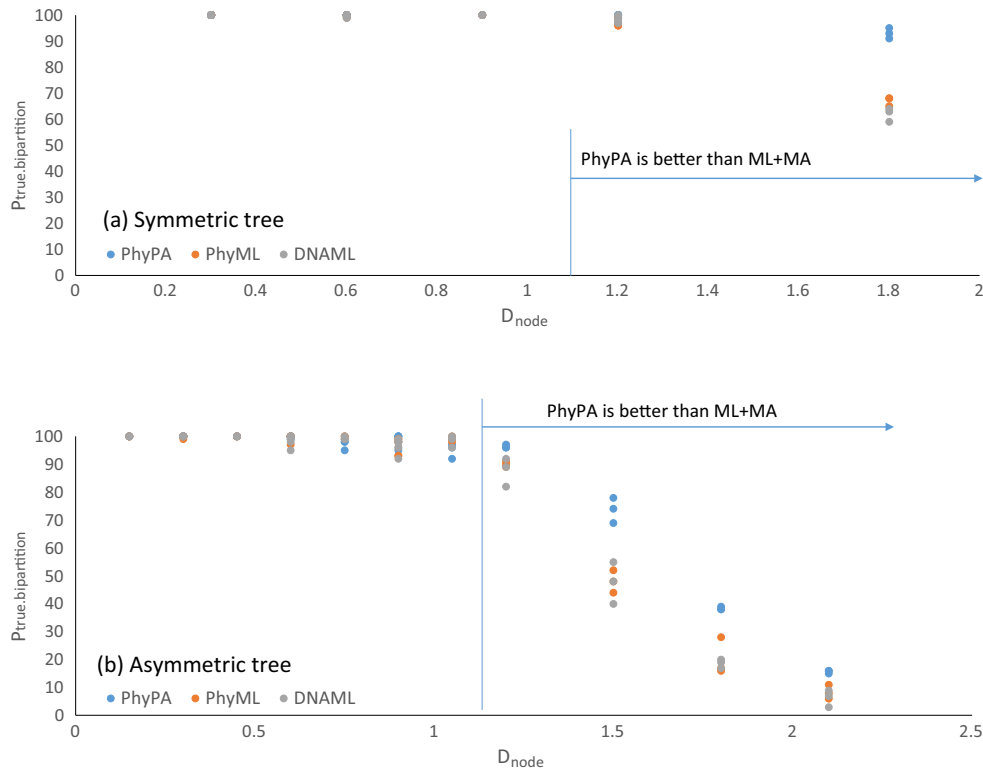 100
90
80
70
60
50
40
30
20
10
0
Ptrue.bipartition
PhyPA is better than ML+MA
(a) Symmetric tree
PhyPA PhyML DNAML
0 0.2 0.4 0.6 0.8 1 1.2 1.4 1.6 1.8 2
Dnode
PhyPA is better than ML+MA
100
90
80
70
60
50
40
30
20
10
0
Ptrue.bipartition
(b) Asymmetric tree
PhyPA PhyML DNAML
0 0.5 1 1.5 2 2.5
Dnode